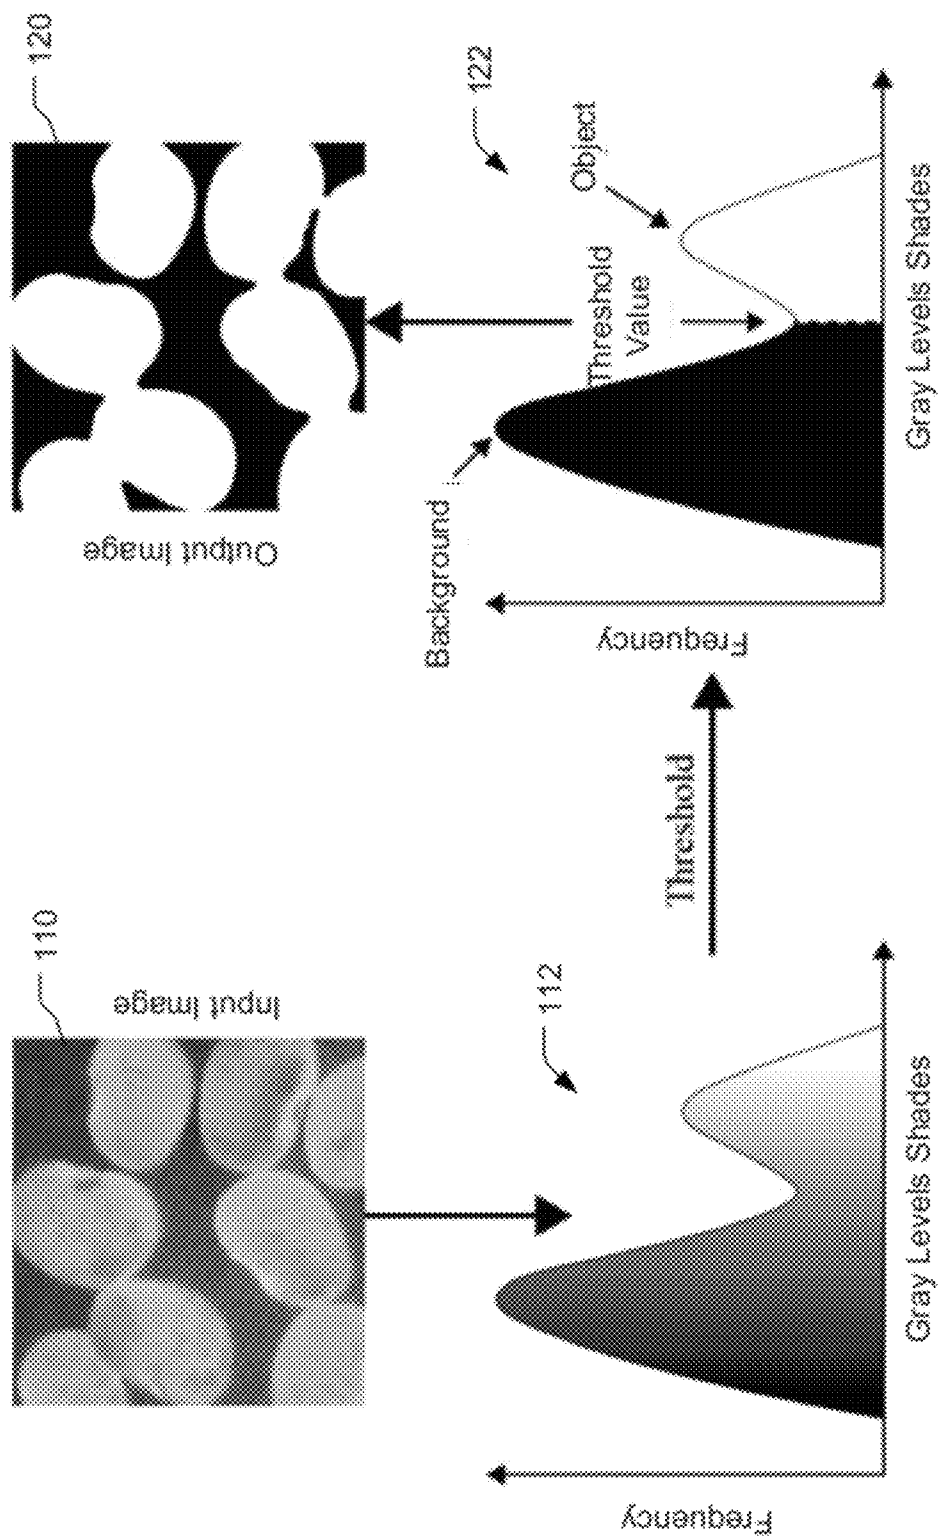 110
Input Image
112
Frequency
Gray Levels Shades
Threshold
120
Output Image
122
Background
Threshold
Value
Object
Frequency
Gray Levels Shades